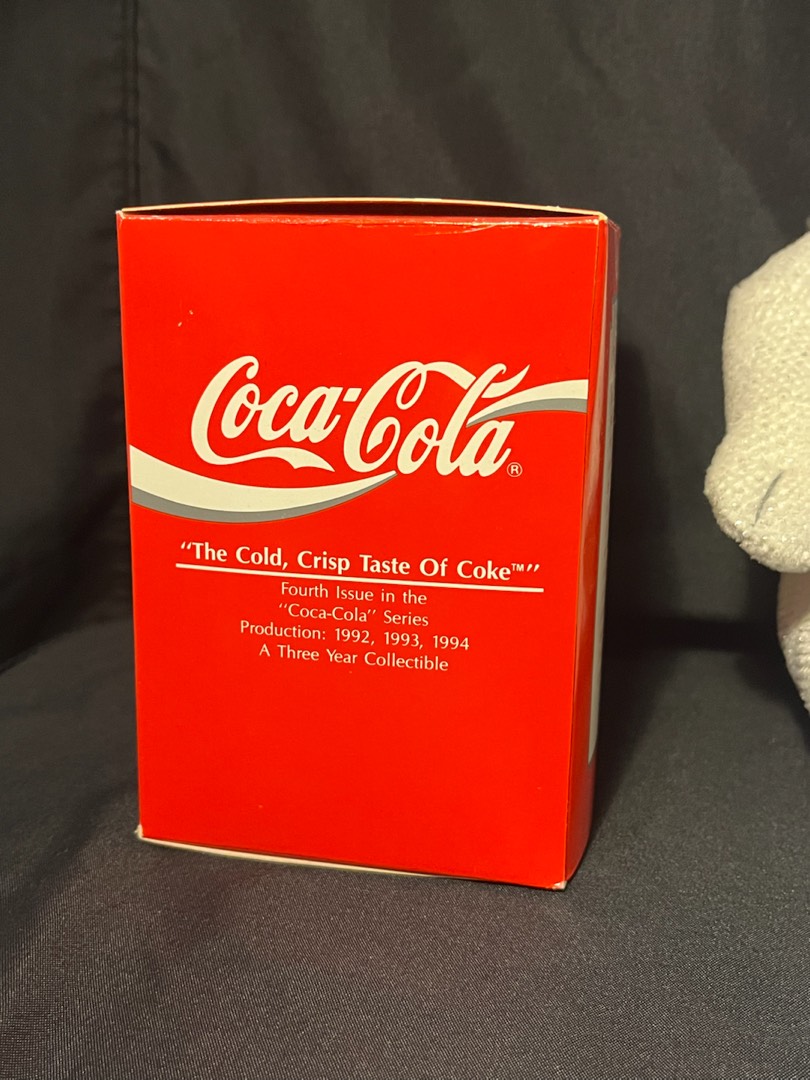 Coca-Cola®
“The Cold, Crisp Taste Of Coke™”
Fourth Issue in the
“Coca-Cola” Series
Production: 1992, 1993, 1994
A Three Year Collectible